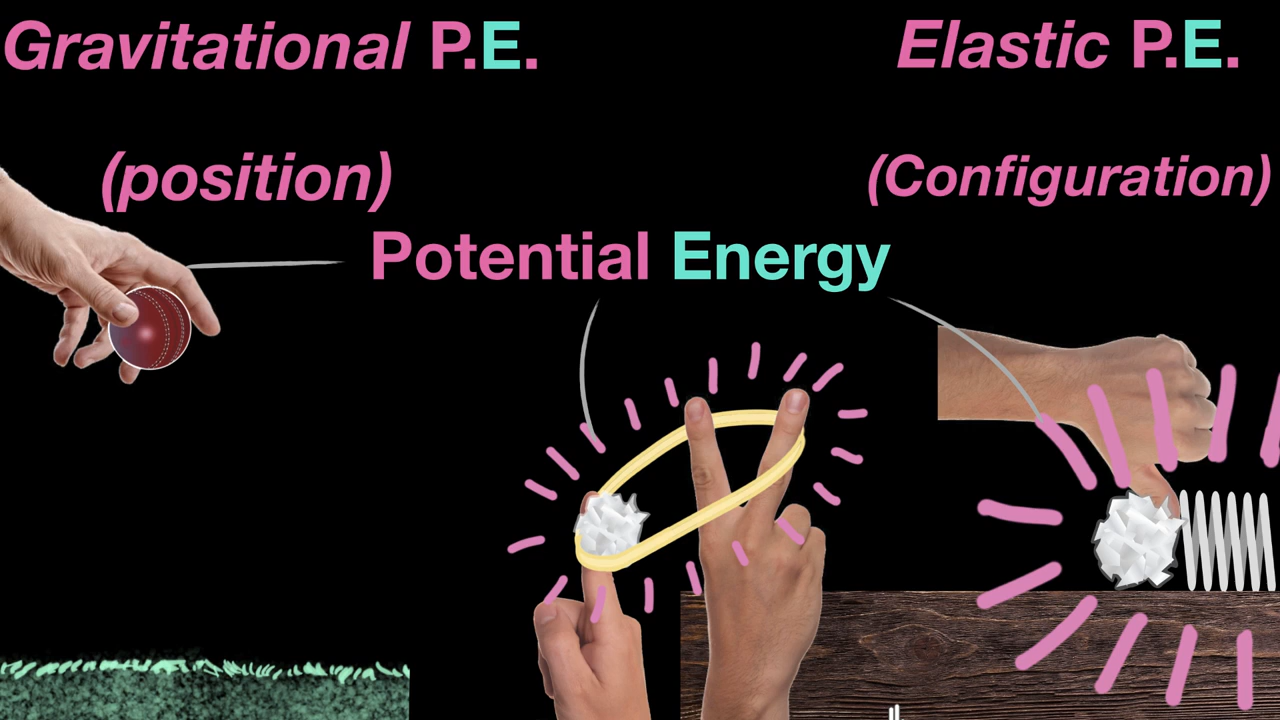 Gravitational P.E.
(position)
Elastic P.E.
(Configuration)
Potential Energy